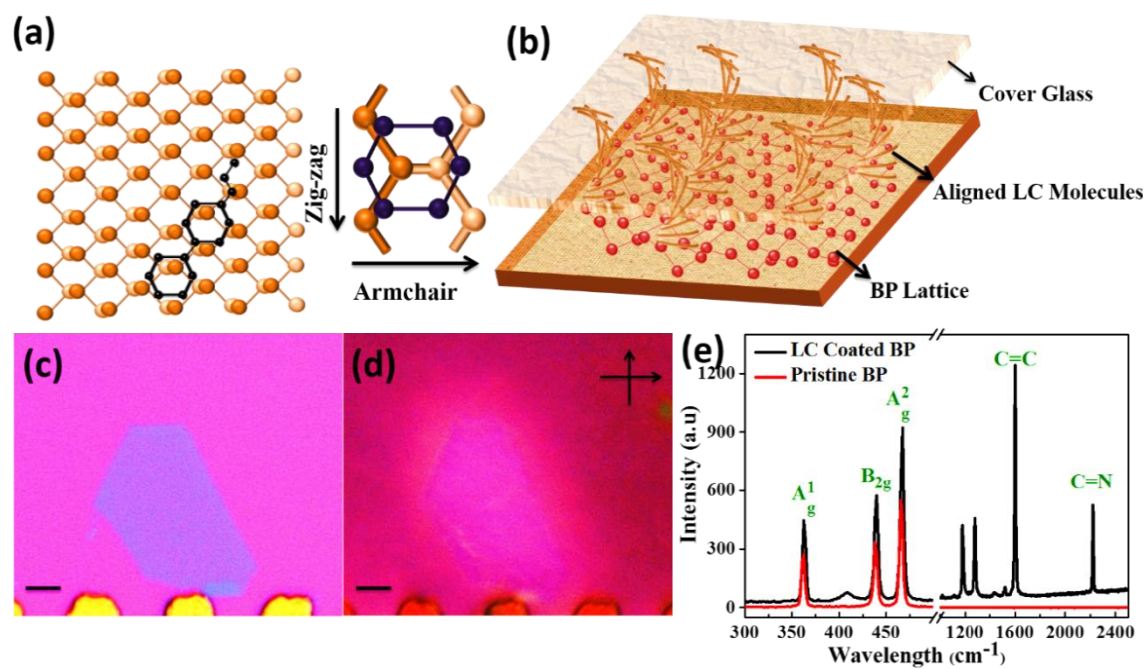 (a)
Zig-zag
Armchair
(b)
Cover Glass
Aligned LC Molecules
BP Lattice
(c)
(d)
(e)
LC Coated BP
Pristine BP
C=C
C=N
A¹g
B2g
A²g
Intensity (a.u)
1200
900
600
300
0
300 350 400 450 1200 1600 2000 2400
Wavelength (cm⁻¹)